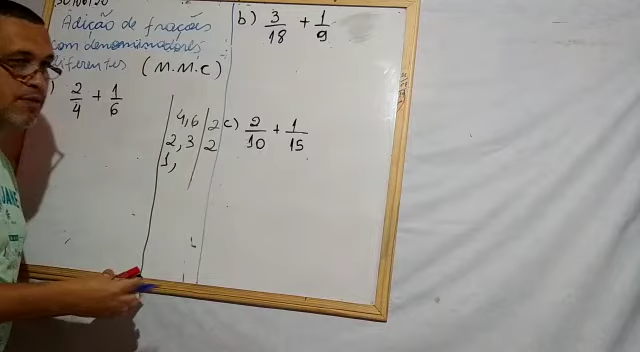 30/06/20
Adição de frações
com denominadores
diferentes (M.M.C)
) 2/4 + 1/6
4,6 | 2
2,3 | 2
1,
b) 3/18 + 1/9
c) 2/10 + 1/15